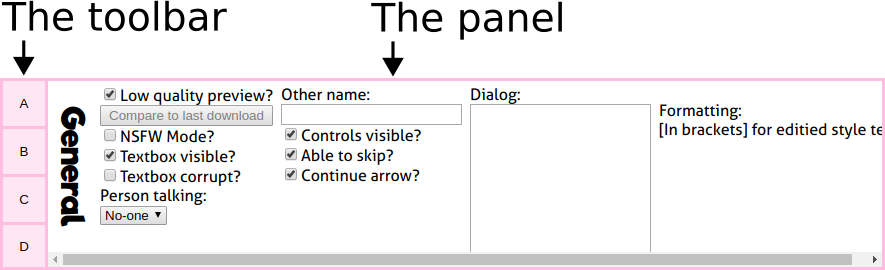 The toolbar
The panel
A
B
C
D
General
Low quality preview?
Compare to last download
NSFW Mode?
Textbox visible?
Textbox corrupt?
Person talking:
No-one
Other name:
Controls visible?
Able to skip?
Continue arrow?
Dialog:
Formatting:
[In brackets] for editied style te